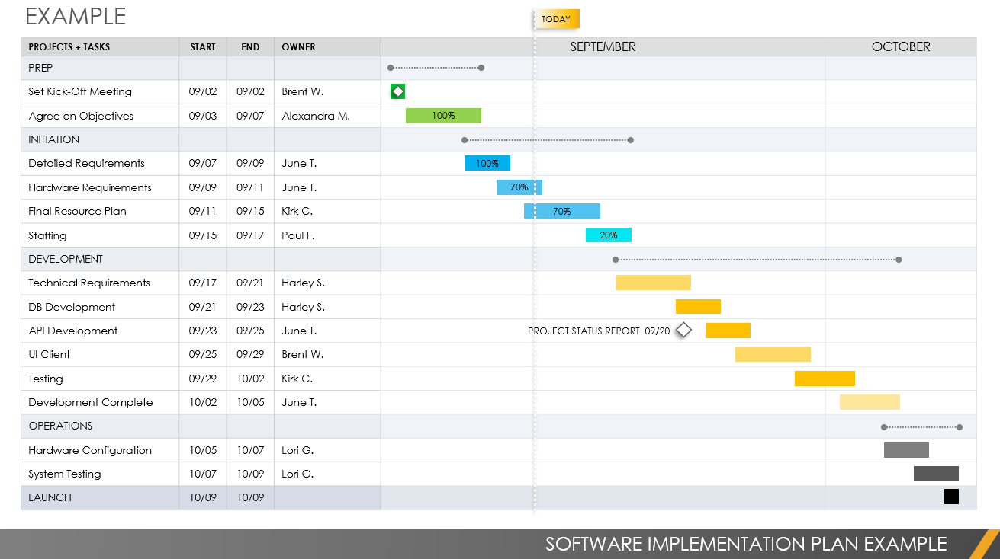 EXAMPLE
TODAY
PROJECTS + TASKS START END OWNER SEPTEMBER OCTOBER
PREP
Set Kick-Off Meeting 09/02 09/02 Brent W.
Agree on Objectives 09/03 09/07 Alexandra M. 100%
INITIATION
Detailed Requirements 09/07 09/09 June T. 100%
Hardware Requirements 09/09 09/11 June T. 70%
Final Resource Plan 09/11 09/15 Kirk C. 70%
Staffing 09/15 09/17 Paul F. 20%
DEVELOPMENT
Technical Requirements 09/17 09/21 Harley S.
DB Development 09/21 09/23 Harley S.
API Development 09/23 09/25 June T. PROJECT STATUS REPORT 09/20
UI Client 09/25 09/29 Brent W.
Testing 09/29 10/02 Kirk C.
Development Complete 10/02 10/05 June T.
OPERATIONS
Hardware Configuration 10/05 10/07 Lori G.
System Testing 10/07 10/09 Lori G.
LAUNCH 10/09 10/09
SOFTWARE IMPLEMENTATION PLAN EXAMPLE